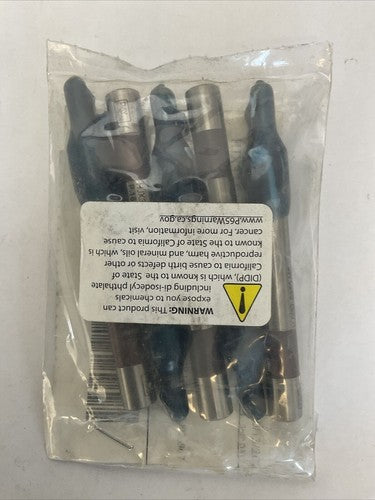 WARNING: This product can
expose you to chemicals
including di-isodecyl phthalate
(DIDP), which is known to the State of
California to cause birth defects or other
reproductive harm, and mineral oils, which is
known to the State of California to cause
cancer. For more information, visit
www.P65Warnings.ca.gov